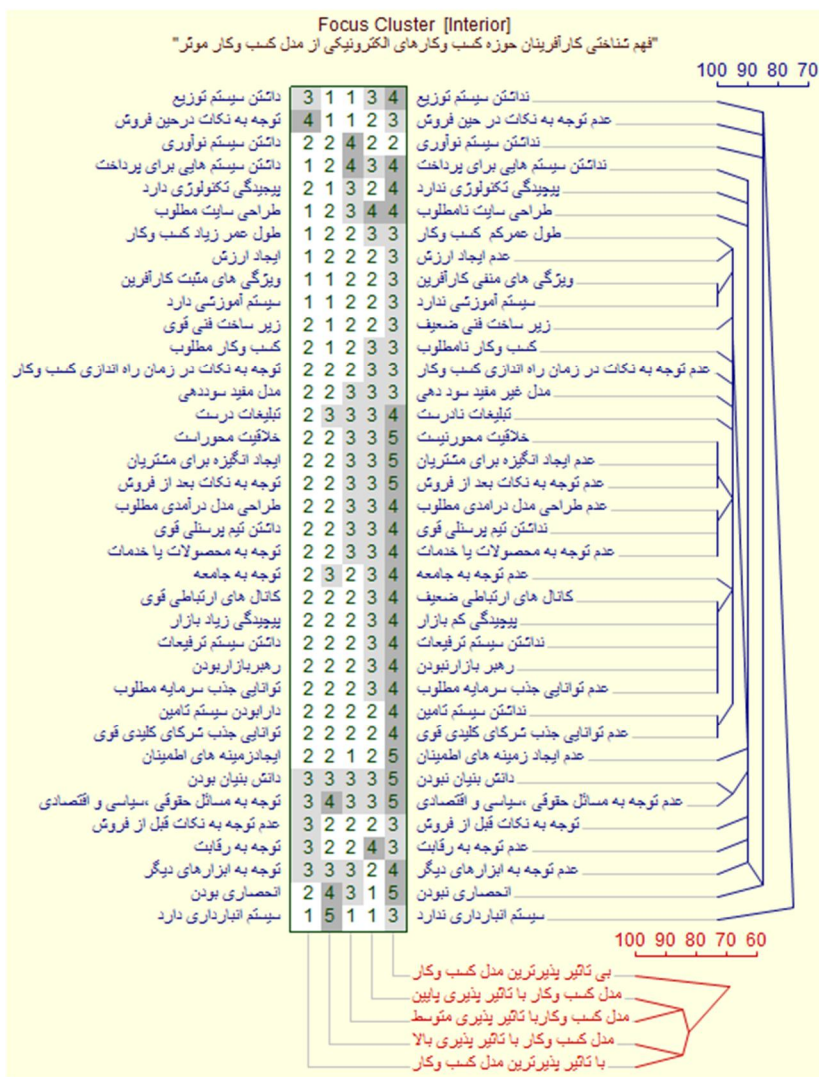 Focus Cluster [Interior]
"فهم شناختی کارآفرینان حوزه کسب وکارهای الکترونیکی از مدل کسب وکار موثر"
100 90 80 70
داشتن سیستم توزیع 3 1 1 3 4 نداشتن سیستم توزیع
توجه به نکات درحین فروش 4 1 1 2 3 عدم توجه به نکات در حین فروش
داشتن سیستم نوآوری 2 2 4 2 2 نداشتن سیستم نوآوری
داشتن سیستم هایی برای پرداخت 1 2 4 3 4 نداشتن سیستم هایی برای پرداخت
پیچیدگی تکنولوژی دارد 2 1 3 2 4 پیچیدگی تکنولوژی ندارد
طراحی سایت مطلوب 1 2 3 4 4 طراحی سایت نامطلوب
طول عمر زیاد کسب وکار 1 2 2 3 3 طول عمرکم کسب وکار
ایجاد ارزش 1 2 2 2 3 عدم ایجاد ارزش
ویژگی های مثبت کارآفرین 1 1 2 2 3 ویژگی های منفی کارآفرین
سیستم آموزشی دارد 1 1 2 2 3 سیستم آموزشی ندارد
زیر ساخت فنی قوی 2 1 2 2 3 زیر ساخت فنی ضعیف
کسب وکار مطلوب 2 1 2 3 3 کسب وکار نامطلوب
توجه به نکات در زمان راه اندازی کسب وکار 2 2 2 3 3 عدم توجه به نکات در زمان راه اندازی کسب وکار
مدل مفید سوددهی 2 2 3 3 3 مدل غیر مفید سود دهی
تبلیغات درست 2 3 3 3 4 تبلیغات نادرست
خلاقیت محوراست 2 2 3 3 5 خلاقیت محورنیست
ایجاد انگیزه برای مشتریان 2 2 3 3 5 عدم ایجاد انگیزه برای مشتریان
توجه به نکات بعد از فروش 2 2 3 3 5 عدم توجه به نکات بعد از فروش
طراحی مدل درآمدی مطلوب 2 2 3 3 4 عدم طراحی مدل درامدی مطلوب
داشتن تیم پرسنلی قوی 2 2 3 3 4 نداشتن تیم پرسنلی قوی
توجه به محصولات یا خدمات 2 2 3 3 4 عدم توجه به محصولات یا خدمات
توجه به جامعه 2 3 2 3 4 عدم توجه به جامعه
کانال های ارتباطی قوی 2 2 2 3 4 کانال های ارتباطی ضعیف
پیچیدگی زیاد بازار 2 2 2 3 4 پیچیدگی کم بازار
داشتن سیستم ترفیعات 2 2 2 3 4 نداشتن سیستم ترفیعات
رهبربازاربودن 2 2 2 3 4 رهبر بازارنبودن
توانایی جذب سرمایه مطلوب 2 2 2 3 4 عدم توانایی جذب سرمایه مطلوب
دارابودن سیستم تامین 2 2 2 2 4 نداشتن سیستم تامین
توانایی جذب شرکای کلیدی قوی 2 2 2 2 4 عدم توانایی جذب شرکای کلیدی قوی
ایجادزمینه های اطمینان 2 2 1 2 5 عدم ایجاد زمینه های اطمینان
دانش بنیان بودن 3 3 3 3 5 دانش بنیان نبودن
توجه به مسائل حقوقی ،سیاسی و اقتصادی 3 4 3 3 5 عدم توجه به مسائل حقوقی ،سیاسی و اقتصادی
عدم توجه به نکات قبل از فروش 3 2 2 2 3 توجه به نکات قبل از فروش
توجه به رقابت 3 2 2 4 3 عدم توجه به رقابت
توجه به ابزارهای دیگر 3 3 3 2 4 عدم توجه به ابزارهای دیگر
انحصاری بودن 2 4 3 1 5 انحصاری نبودن
سیستم انبارداری دارد 1 5 1 1 3 سیستم انبارداری ندارد
100 90 80 70 60
بی تاثیر پذیرترین مدل کسب وکار
مدل کسب وکار با تاثیر پذیری پایین
مدل کسب وکاربا تاثیر پذیری متوسط
مدل کسب وکار با تاثیر پذیری بالا
با تاثیر پذیرترین مدل کسب وکار